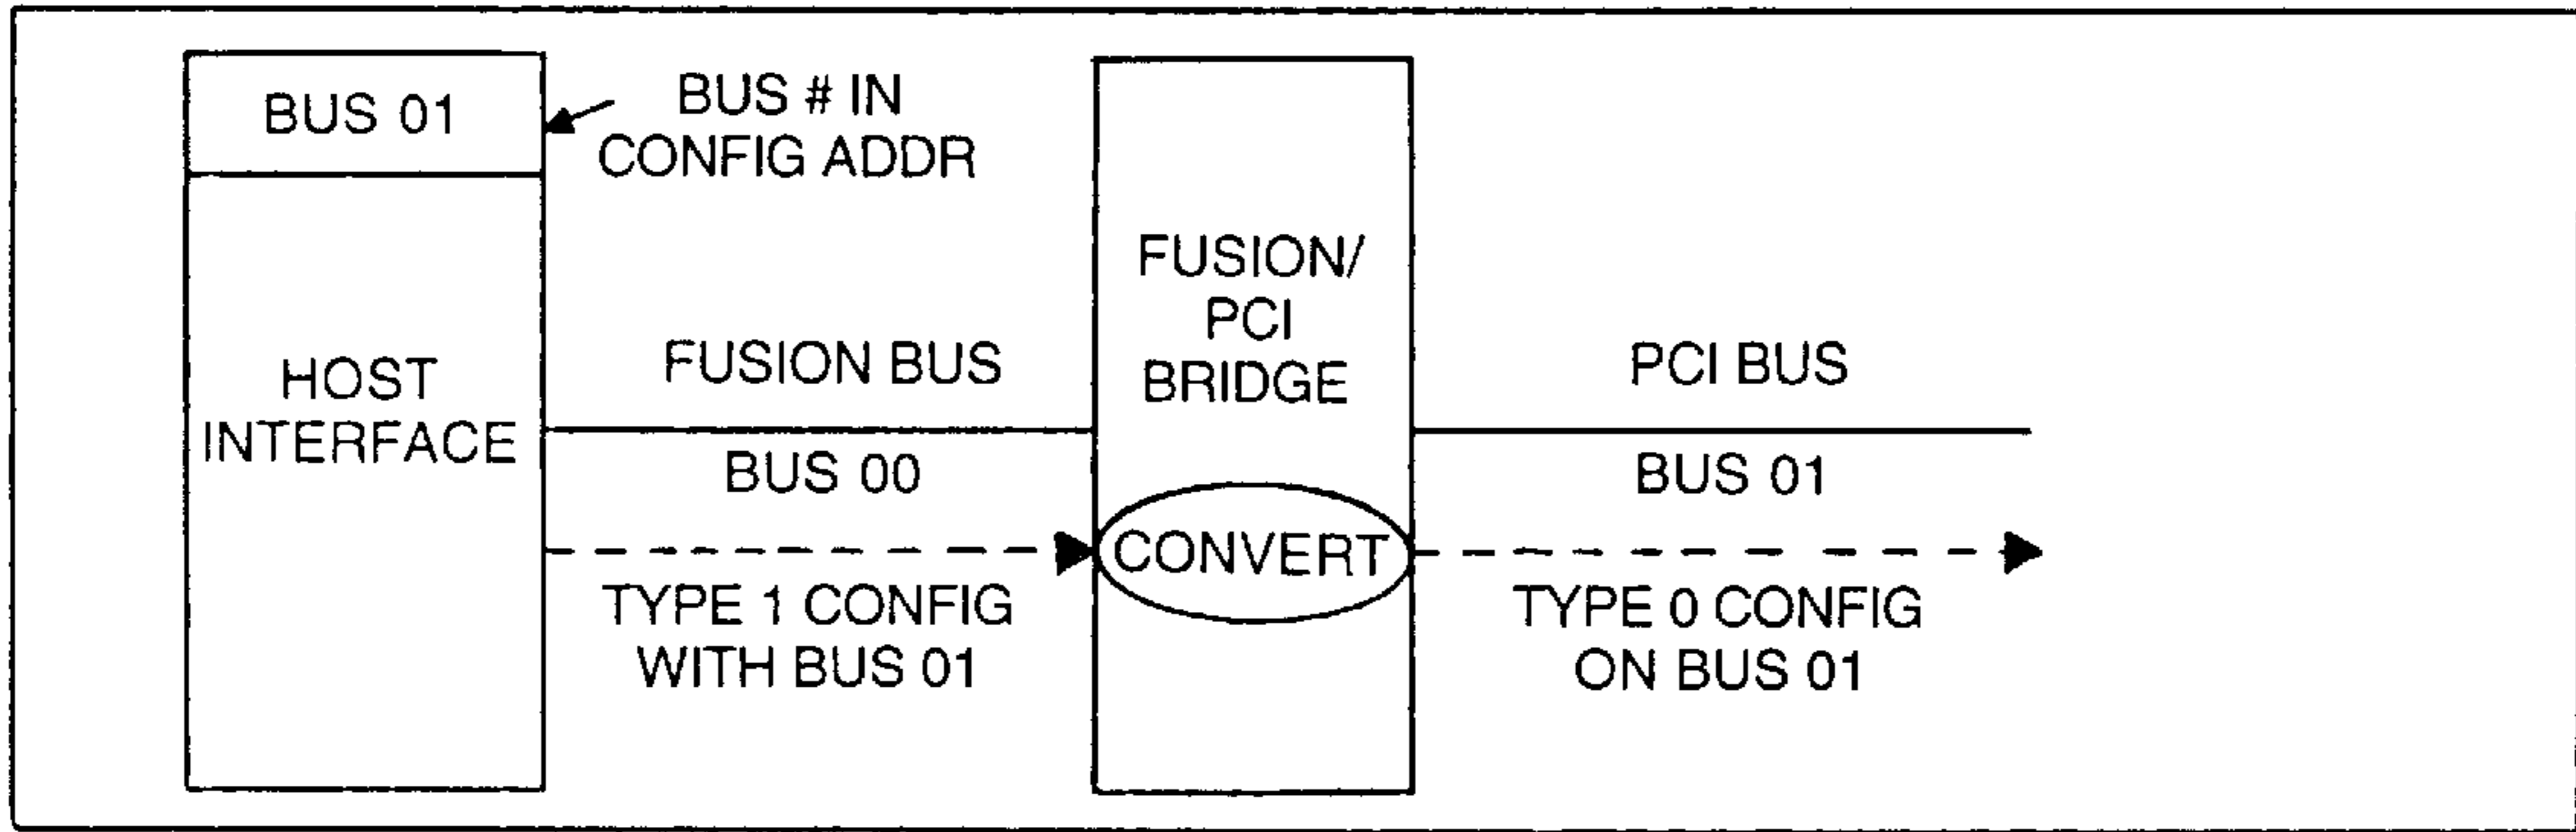 BUS 01
BUS # IN
CONFIG ADDR
HOST
INTERFACE
FUSION BUS
BUS 00
TYPE 1 CONFIG
WITH BUS 01
FUSION/
PCI
BRIDGE
CONVERT
PCI BUS
BUS 01
TYPE 0 CONFIG
ON BUS 01